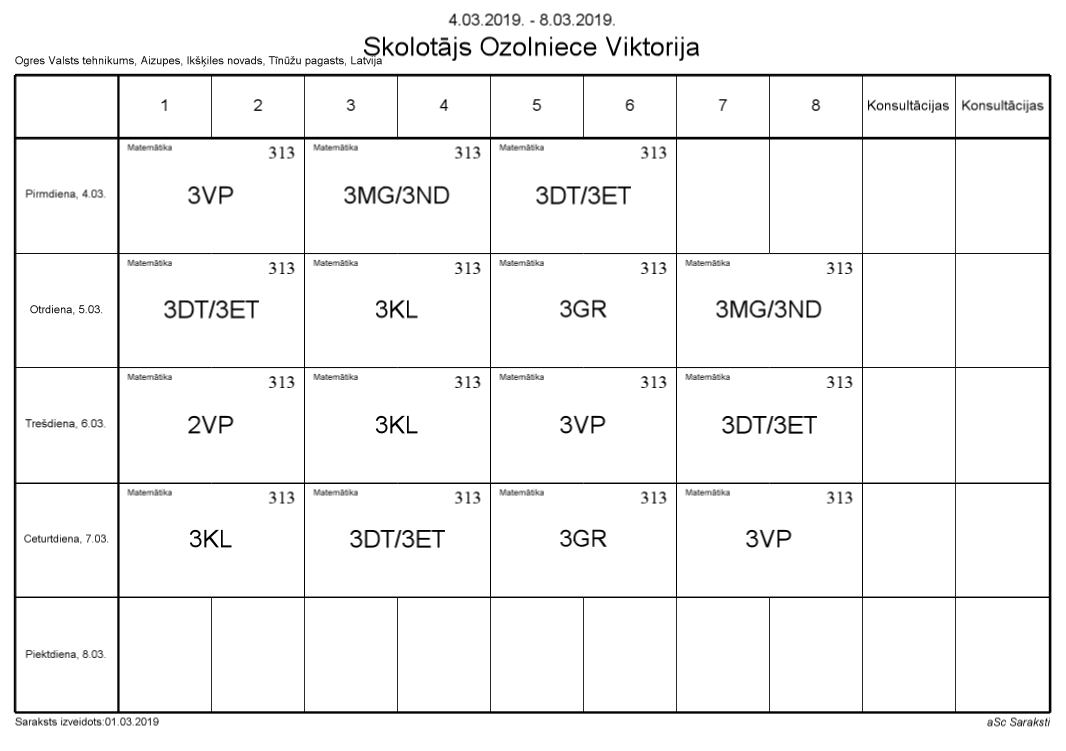 4.03.2019. - 8.03.2019.
Skolotājs Ozolniece Viktorija
Ogres Valsts tehnikums, Aizupes, Ikšķiles novads, Tīnūžu pagasts, Latvija
1 2 3 4 5 6 7 8 Konsultācijas Konsultācijas
Matemātika 313 Matemātika 313 Matemātika 313
Pirmdiena, 4.03. 3VP 3MG/3ND 3DT/3ET
Matemātika 313 Matemātika 313 Matemātika 313 Matemātika 313
Otrdiena, 5.03. 3DT/3ET 3KL 3GR 3MG/3ND
Matemātika 313 Matemātika 313 Matemātika 313 Matemātika 313
Trešdiena, 6.03. 2VP 3KL 3VP 3DT/3ET
Matemātika 313 Matemātika 313 Matemātika 313 Matemātika 313
Ceturtdiena, 7.03. 3KL 3DT/3ET 3GR 3VP
Piektdiena, 8.03.
Saraksts izveidots:01.03.2019 aSc Saraksti